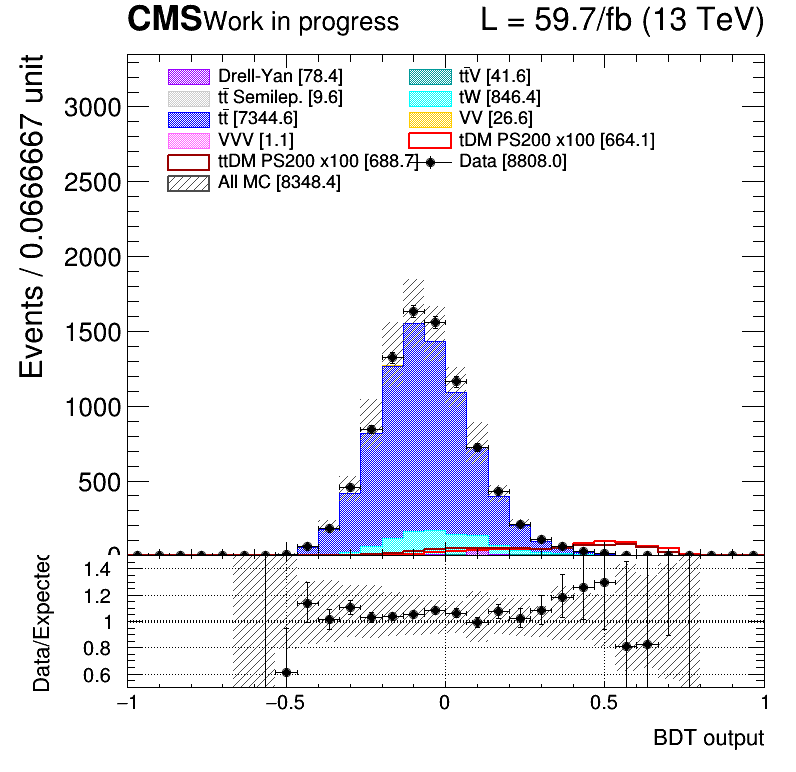 CMS Work in progress L = 59.7/fb (13 TeV)
Events / 0.0666667 unit
Drell-Yan [78.4] tt̄V [41.6]
tt̄ Semilep. [9.6] tW [846.4]
tt̄ [7344.6] VV [26.6]
VVV [1.1] tDM PS200 x100 [664.1]
ttDM PS200 x100 [688.7] Data [8808.0]
All MC [8348.4]
3000
2500
2000
1500
1000
500
0
Data/Expected
1.4
1.2
1
0.8
0.6
−1 −0.5 0 0.5 1
BDT output